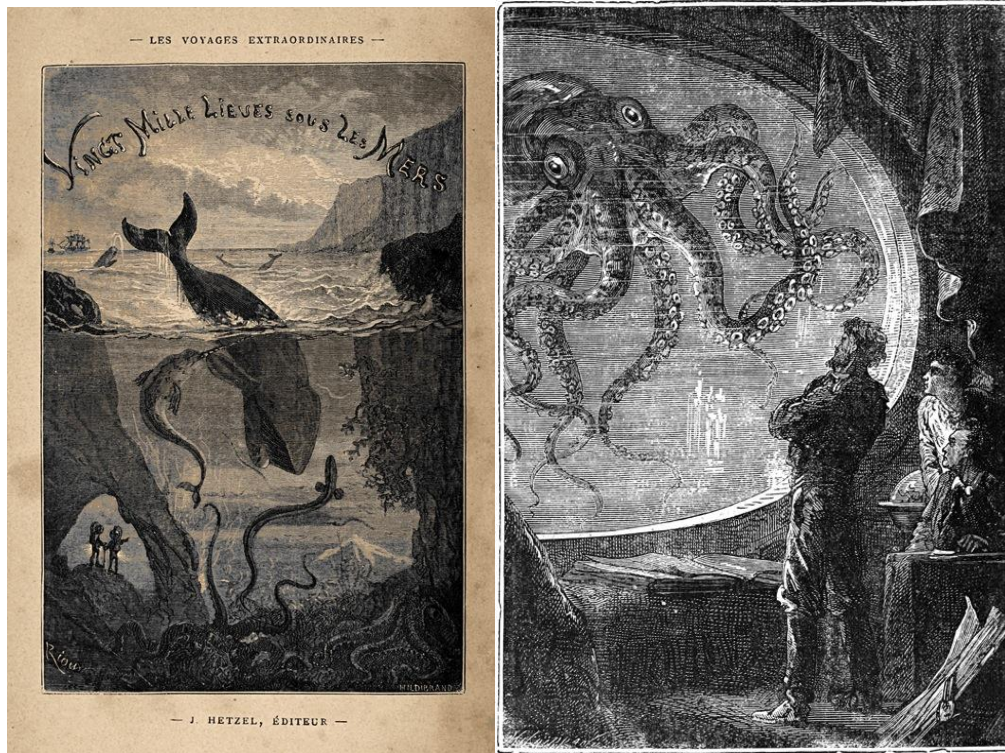 — LES VOYAGES EXTRAORDINAIRES —
VINGT MILLE LIEUES SOUS LES MERS
Riou
HILDIBRAND
— J. HETZEL, ÉDITEUR —